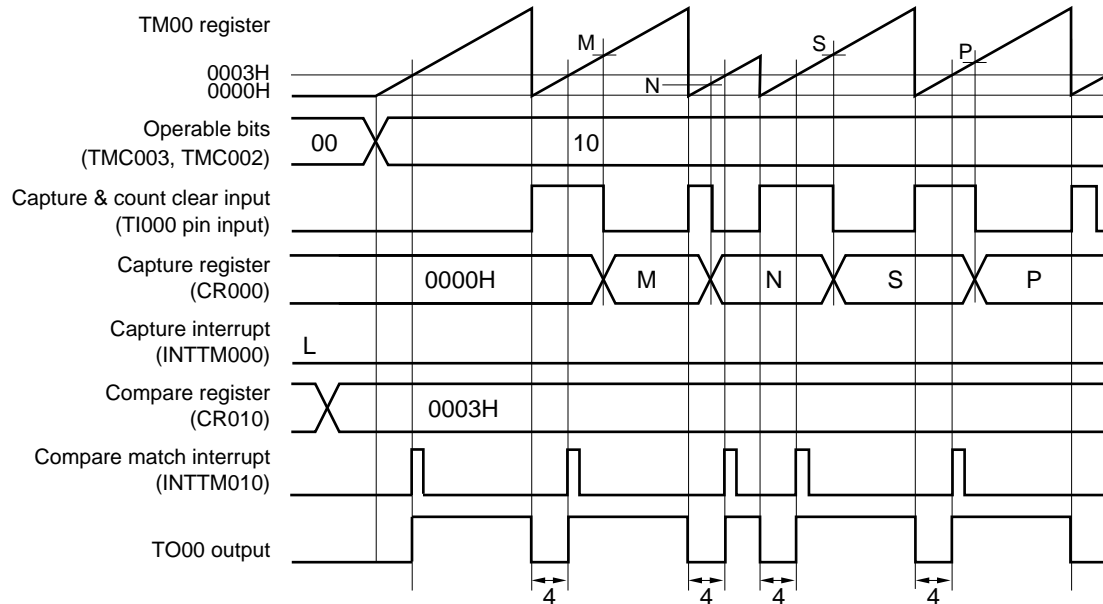 TM00 register
M
S
P
0003H
0000H
N
Operable bits
(TMC003, TMC002)
00
10
Capture & count clear input
(TI000 pin input)
Capture register
(CR000)
0000H
M
N
S
P
Capture interrupt
(INTTM000)
L
Compare register
(CR010)
0003H
Compare match interrupt
(INTTM010)
TO00 output
4
4
4
4